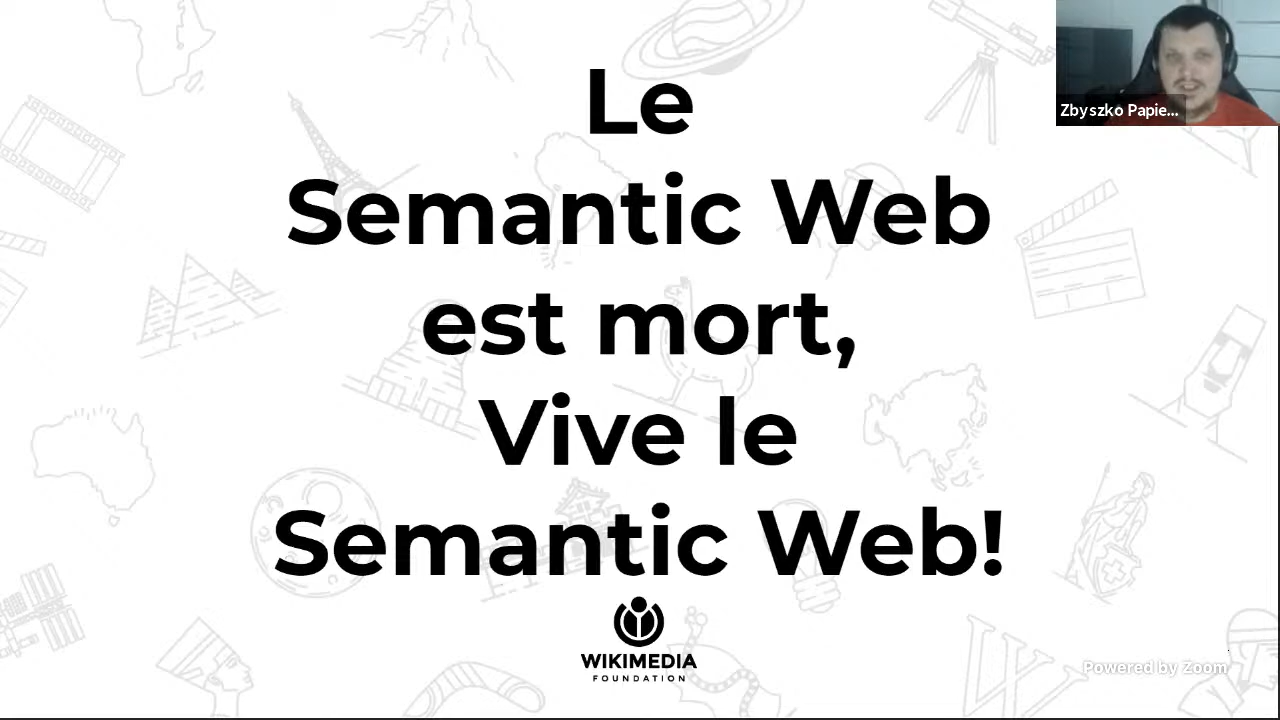 Le
Semantic Web
est mort,
Vive le
Semantic Web!
WIKIMEDIA
FOUNDATION
Zbyszko Papie...
Powered by Zoom